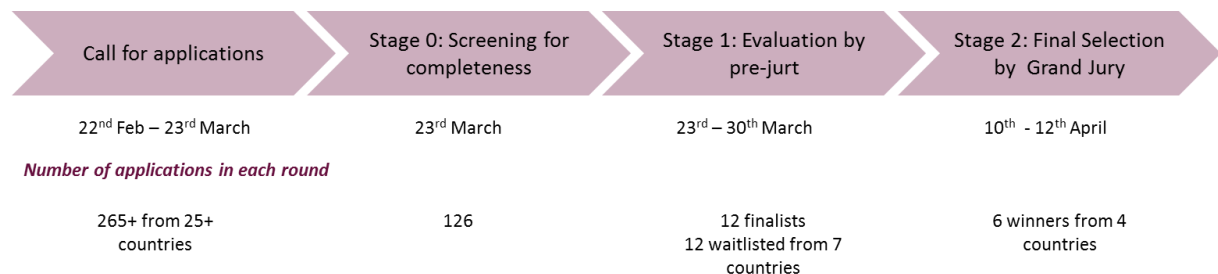 Call for applications
Stage 0: Screening for
completeness
Stage 1: Evaluation by
pre-jurt
Stage 2: Final Selection
by Grand Jury
22nd Feb – 23rd March
23rd March
23rd – 30th March
10th - 12th April
Number of applications in each round
265+ from 25+
countries
126
12 finalists
12 waitlisted from 7
countries
6 winners from 4
countries